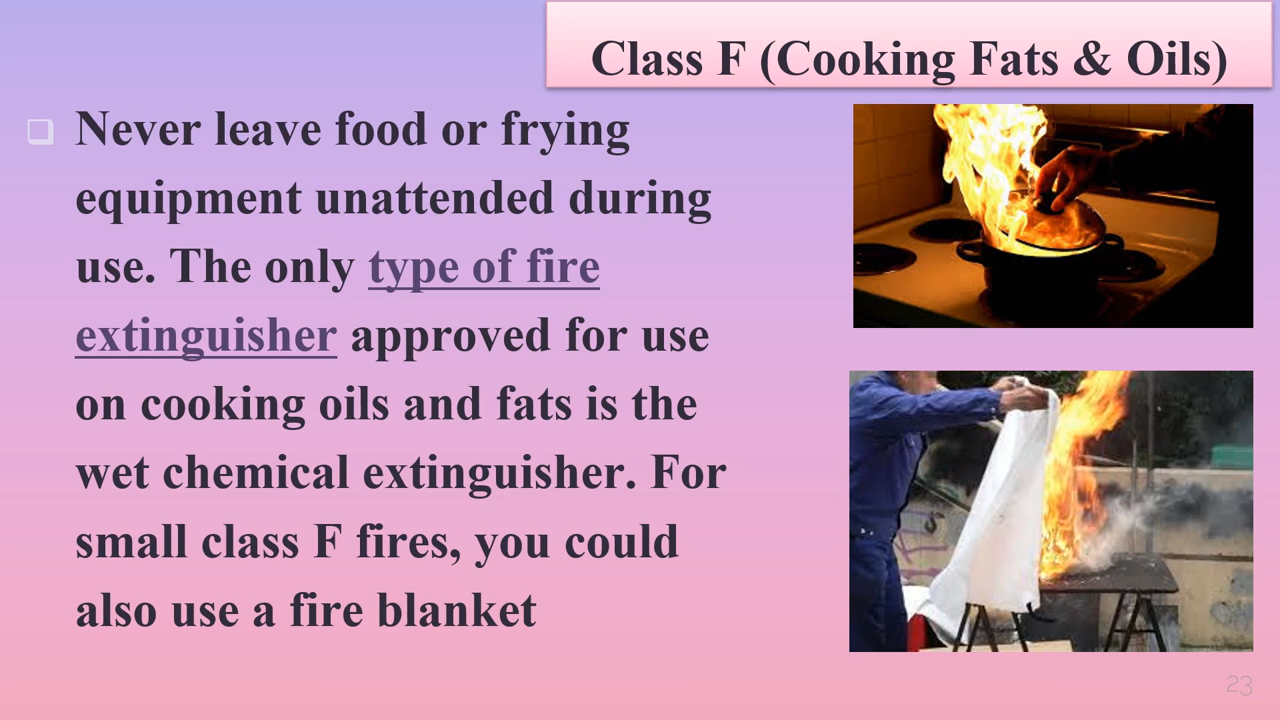 Class F (Cooking Fats & Oils)
Never leave food or frying
equipment unattended during
use. The only type of fire
extinguisher approved for use
on cooking oils and fats is the
wet chemical extinguisher. For
small class F fires, you could
also use a fire blanket
23